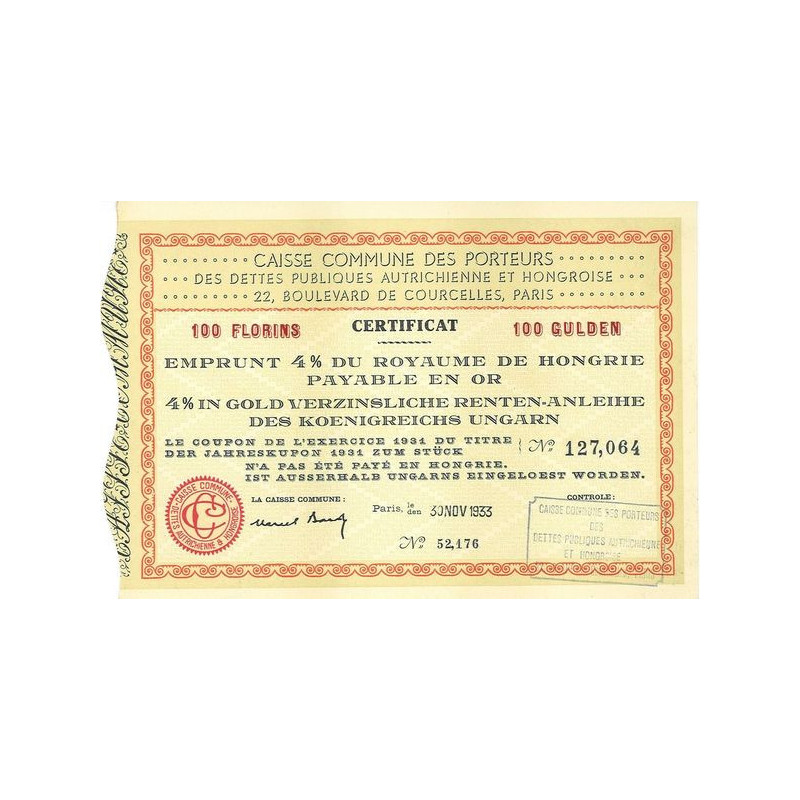 CAISSE COMMUNE DES PORTEURS
DES DETTES PUBLIQUES AUTRICHIENNE ET HONGROISE
22, BOULEVARD DE COURCELLES, PARIS
100 FLORINS CERTIFICAT 100 GULDEN
EMPRUNT 4% DU ROYAUME DE HONGRIE
PAYABLE EN OR
4% IN GOLD VERZINSLICHE RENTEN-ANLEIHE
DES KOENIGREICHS UNGARN
LE COUPON DE L'EXERCICE 1931 DU TITRE
DER JAHRESKUPON 1931 ZUM STÜCK
No 127,064
N'A PAS ÉTÉ PAYÉ EN HONGRIE.
IST AUSSERHALB UNGARNS EINGELOEST WORDEN.
CAISSE COMMUNE
DETTES AUTRICHIENNE & HONGROISE
LA CAISSE COMMUNE :
Paris, le
den
30 NOV 1933
No 52,176
CONTROLE :
CAISSE COMMUNE DES PORTEURS
DES
DETTES PUBLIQUES AUTRICHIENNE
ET HONGROISE